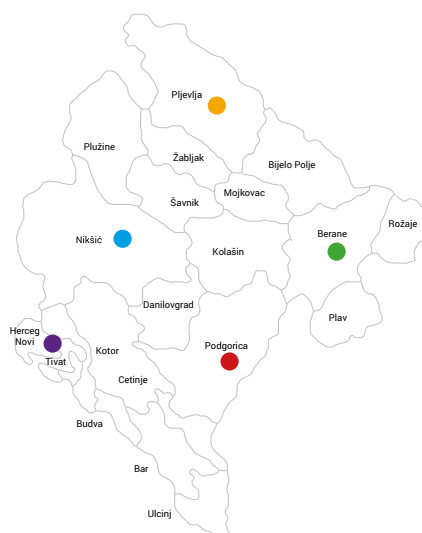 Pljevlja
Plužine
Žabljak
Bijelo Polje
Mojkovac
Šavnik
Rožaje
Berane
Nikšić
Kolašin
Danilovgrad
Plav
Herceg
Novi
Podgorica
Kotor
Tivat
Cetinje
Budva
Bar
Ulcinj